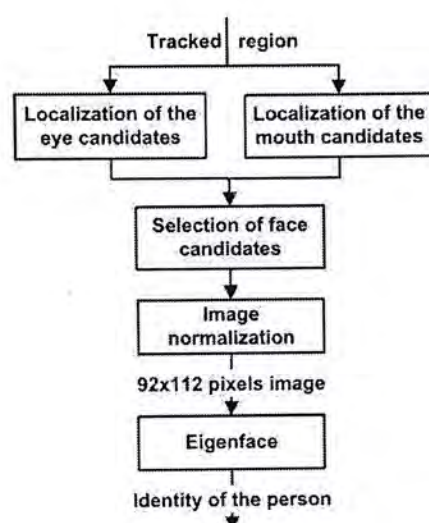 Tracked region
Localization of the
eye candidates
Localization of the
mouth candidates
Selection of face
candidates
Image
normalization
92x112 pixels image
Eigenface
Identity of the person